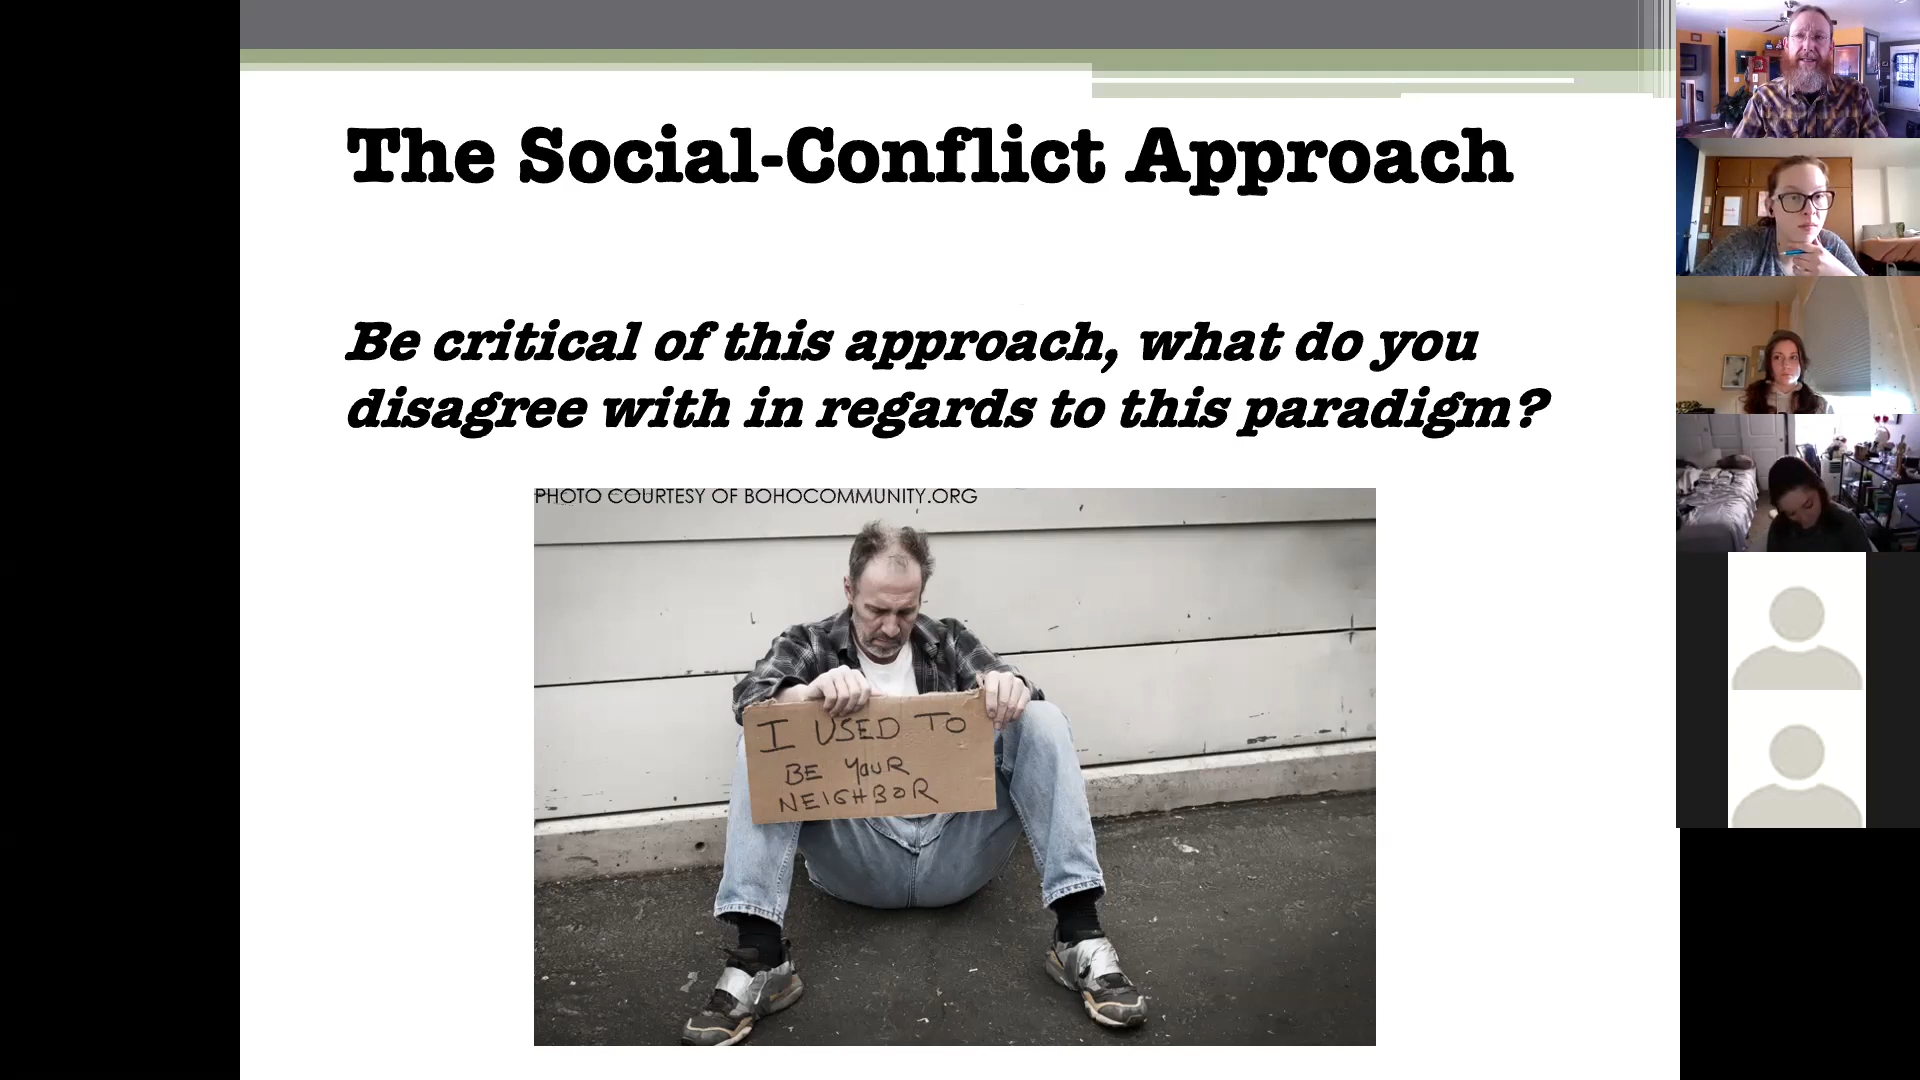 The Social-Conflict Approach
Be critical of this approach, what do you
disagree with in regards to this paradigm?
PHOTO COURTESY OF BOHOCOMMUNITY.ORG
I USED TO
BE YOUR
NEIGHBOR